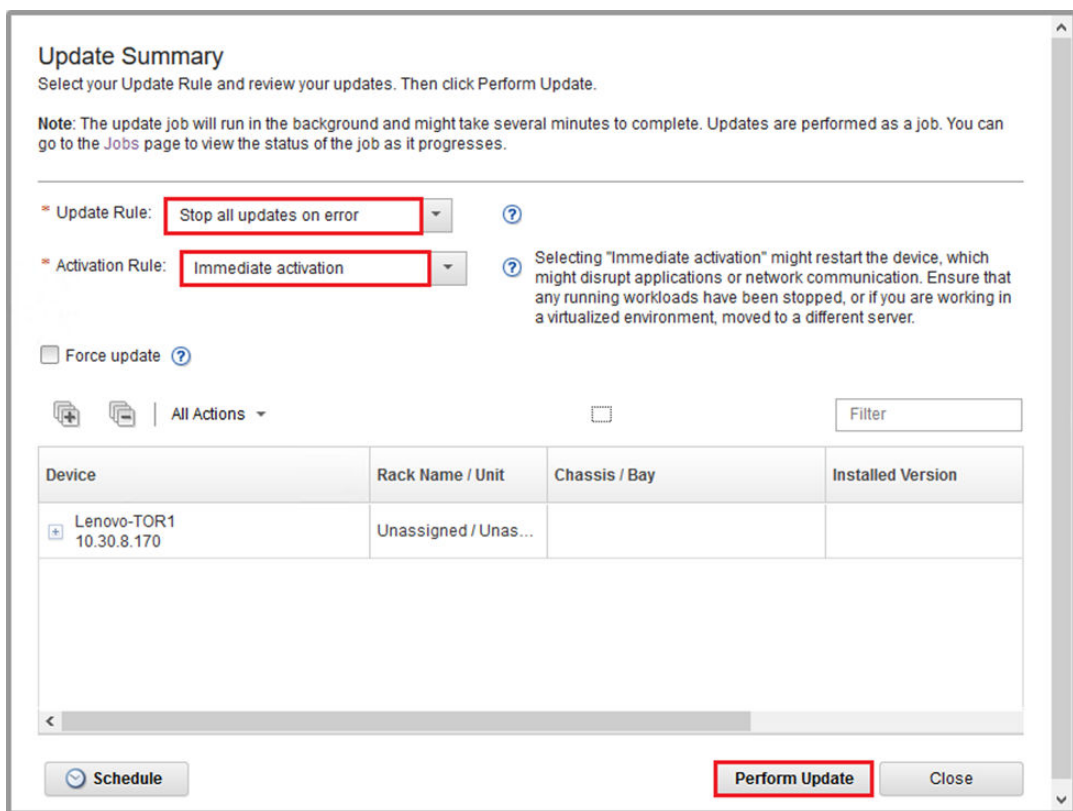 Update Summary
Select your Update Rule and review your updates. Then click Perform Update.
Note: The update job will run in the background and might take several minutes to complete. Updates are performed as a job. You can
go to the Jobs page to view the status of the job as it progresses.
* Update Rule: Stop all updates on error ?
* Activation Rule: Immediate activation ? Selecting "Immediate activation" might restart the device, which
might disrupt applications or network communication. Ensure that
any running workloads have been stopped, or if you are working in
a virtualized environment, moved to a different server.
Force update ?
All Actions Filter
Device Rack Name / Unit Chassis / Bay Installed Version
Lenovo-TOR1
10.30.8.170 Unassigned / Unas...
Schedule Perform Update Close